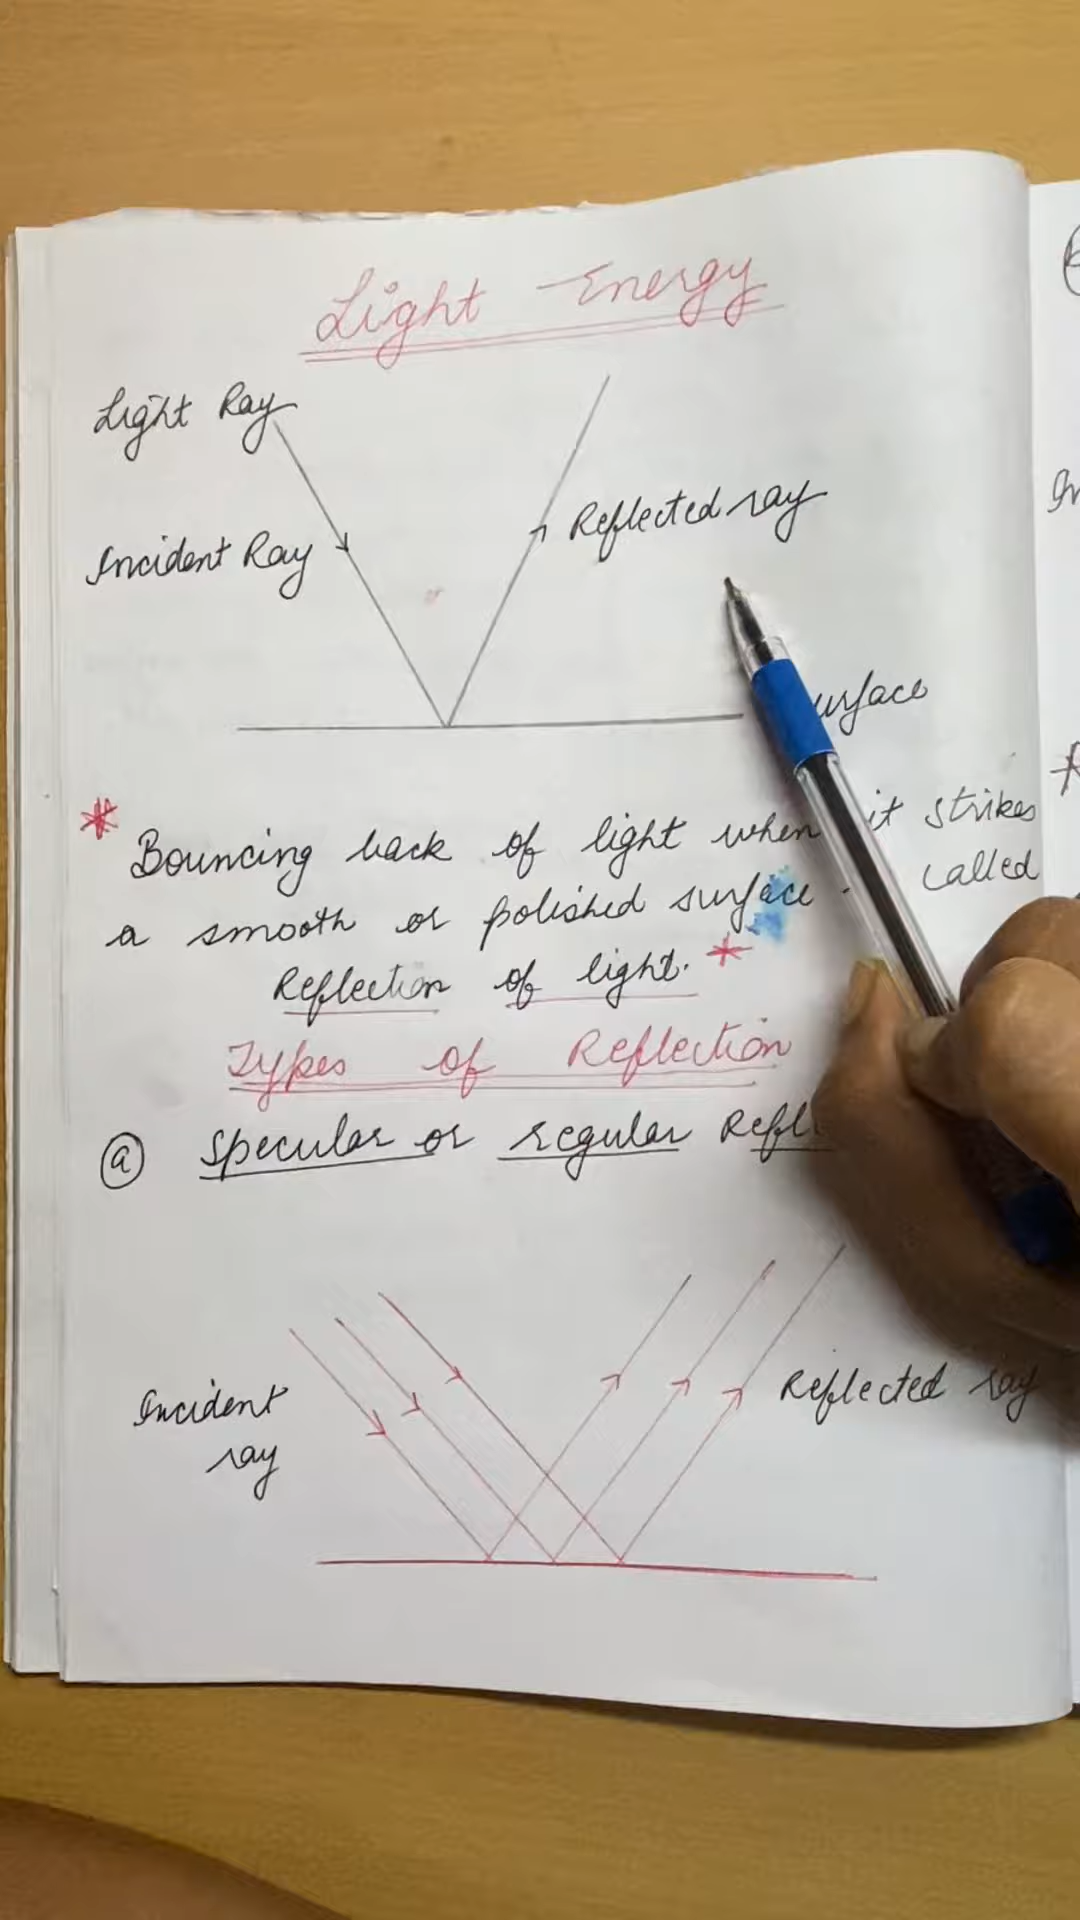 Light Energy
Light Ray
Reflected ray
Incident Ray
urface
* Bouncing back of light when it strikes
a smooth or polished surface called
Reflection of light. *
Types of Reflection
(a) Specular or regular Refl
Incident
ray
Reflected ray